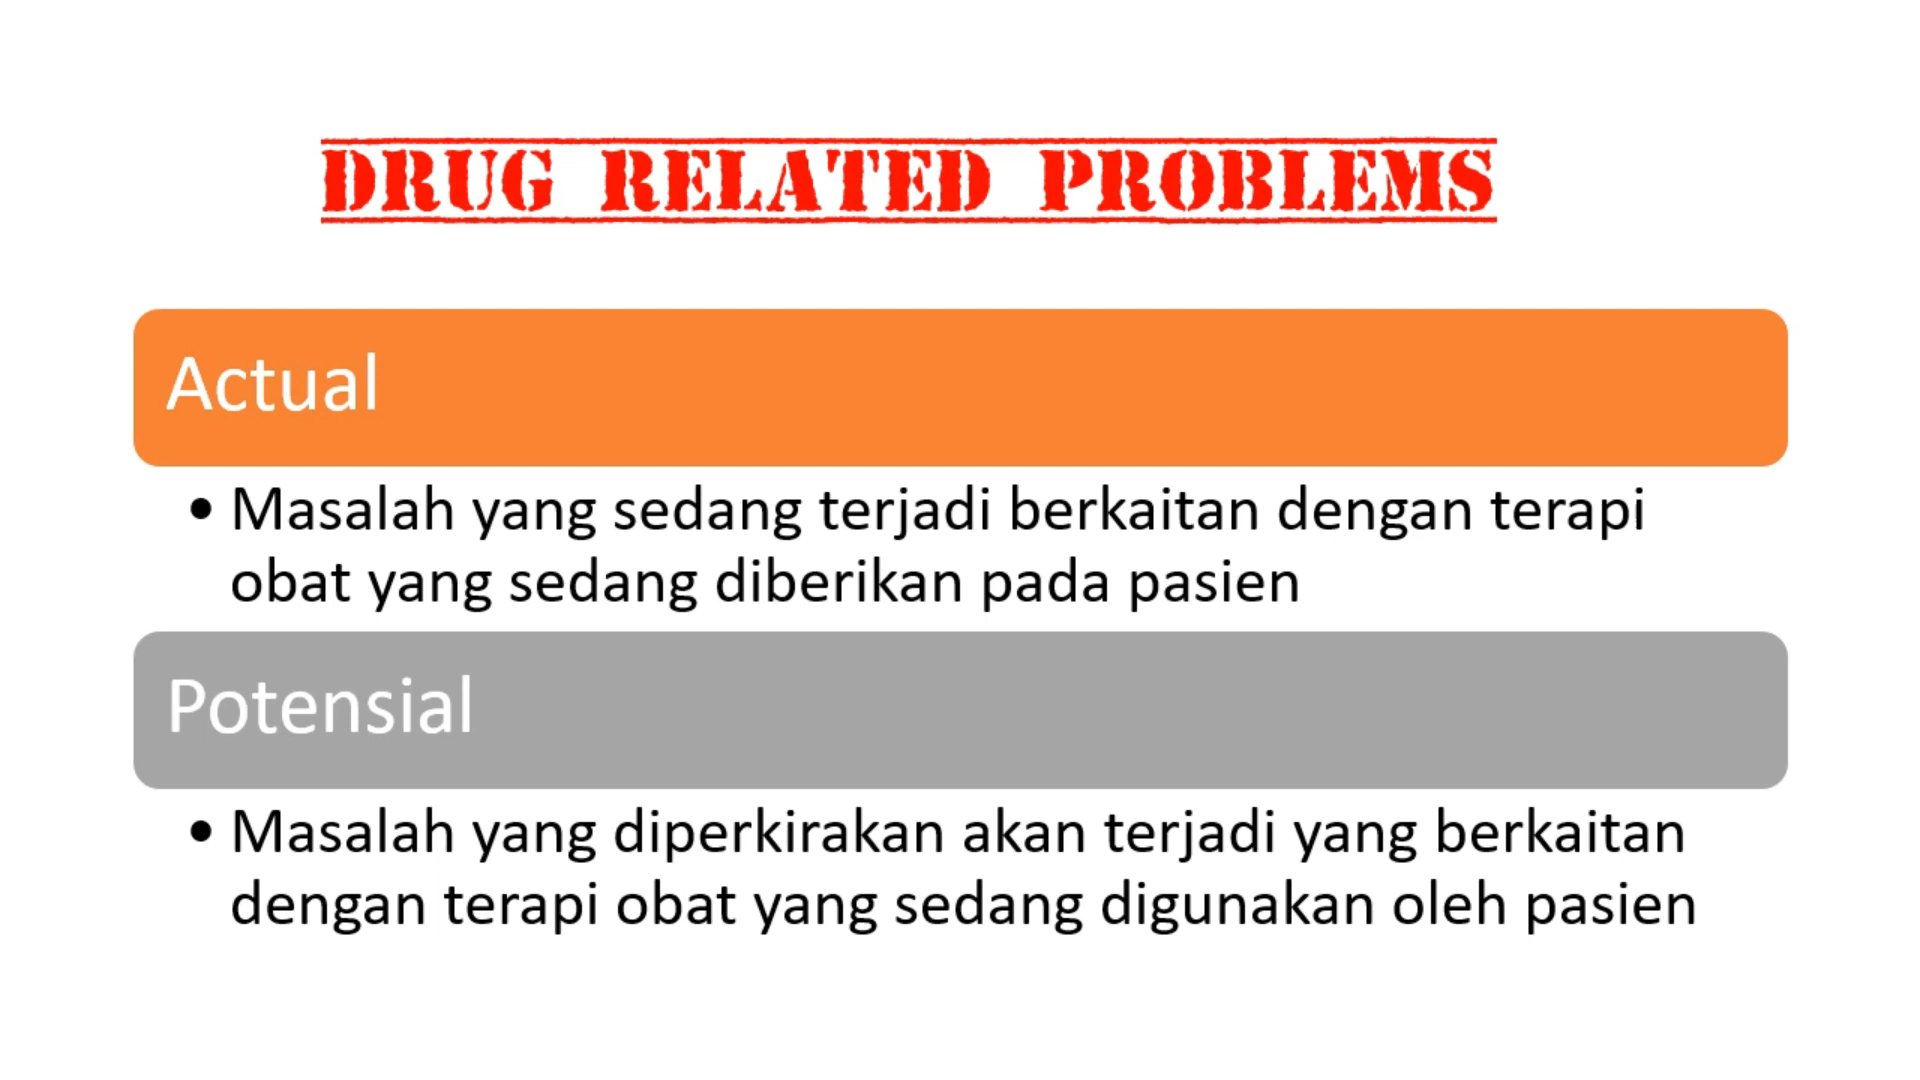 DRUG RELATED PROBLEMS
Actual
• Masalah yang sedang terjadi berkaitan dengan terapi
obat yang sedang diberikan pada pasien
Potensial
• Masalah yang diperkirakan akan terjadi yang berkaitan
dengan terapi obat yang sedang digunakan oleh pasien